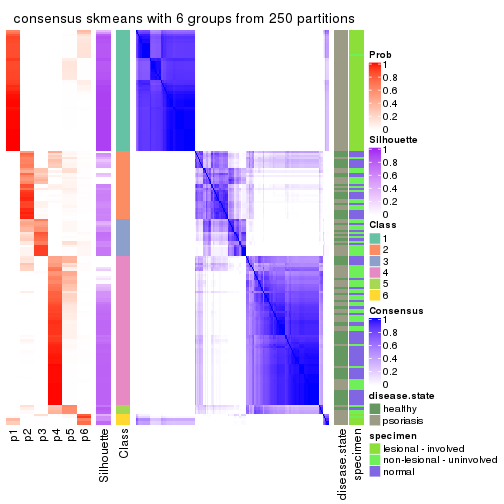 consensus skmeans with 6 groups from 250 partitions
Prob
1
0.8
0.6
0.4
0.2
0
Silhouette
1
0.8
0.6
0.4
0.2
0
Class
1
2
3
4
5
6
Consensus
1
0.8
0.6
0.4
0.2
0
disease.state
healthy
psoriasis
specimen
lesional - involved
non-lesional - uninvolved
normal
p1
p2
p3
p4
p5
p6
Silhouette
Class
disease.state
specimen